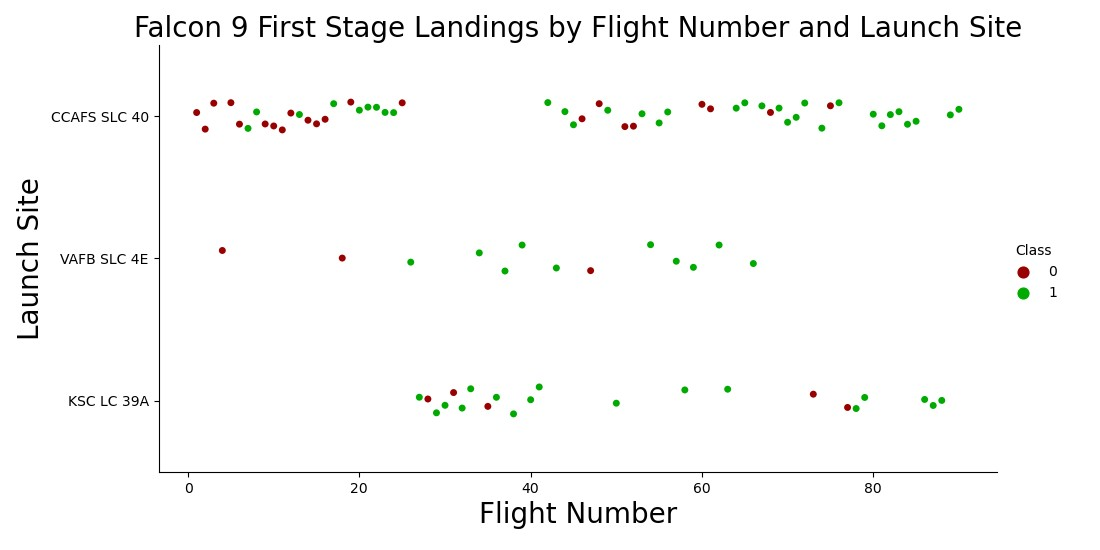 Falcon 9 First Stage Landings by Flight Number and Launch Site
CCAFS SLC 40
VAFB SLC 4E
KSC LC 39A
Launch Site
0 20 40 60 80
Flight Number
Class
0
1